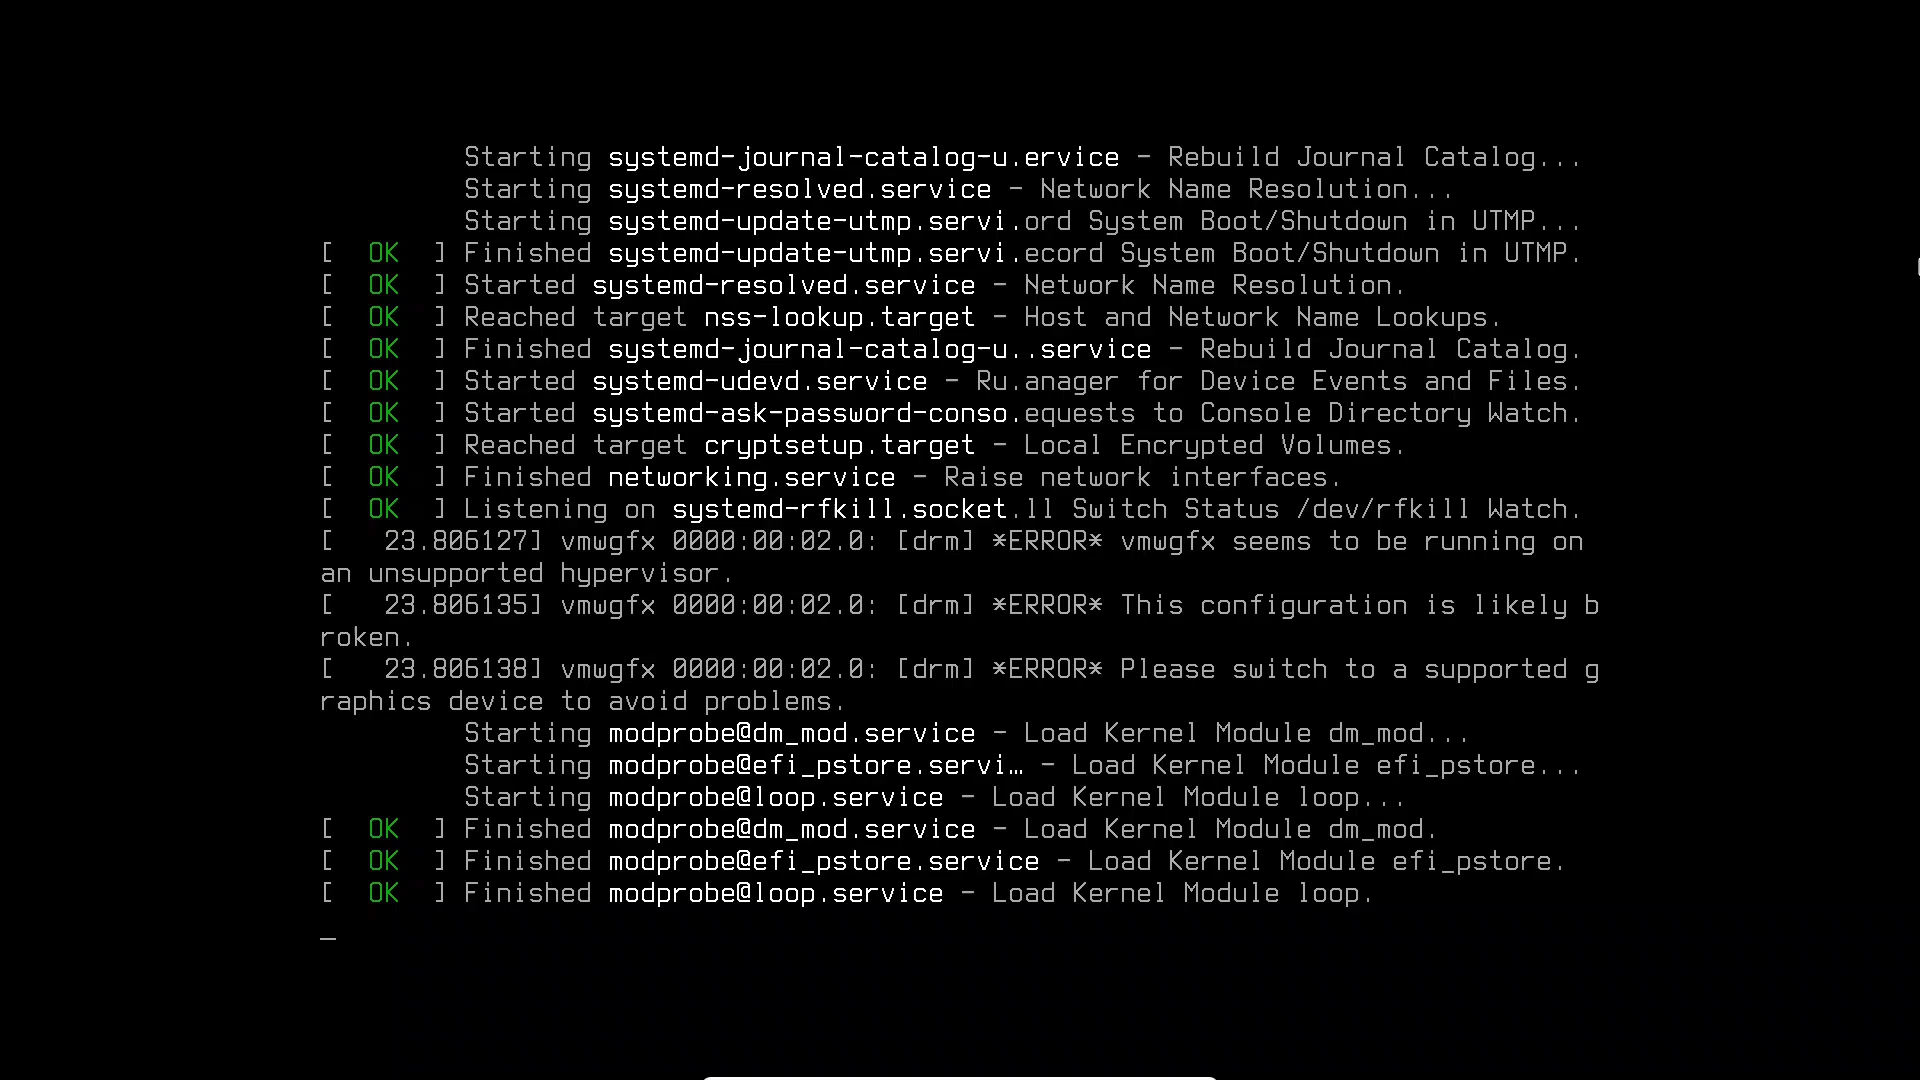 Starting systemd-journal-catalog-u.ervice - Rebuild Journal Catalog...
Starting systemd-resolved.service - Network Name Resolution...
Starting systemd-update-utmp.servi.ord System Boot/Shutdown in UTMP...
[  OK  ] Finished systemd-update-utmp.servi.ecord System Boot/Shutdown in UTMP.
[  OK  ] Started systemd-resolved.service - Network Name Resolution.
[  OK  ] Reached target nss-lookup.target - Host and Network Name Lookups.
[  OK  ] Finished systemd-journal-catalog-u..service - Rebuild Journal Catalog.
[  OK  ] Started systemd-udevd.service - Ru.anager for Device Events and Files.
[  OK  ] Started systemd-ask-password-conso.equests to Console Directory Watch.
[  OK  ] Reached target cryptsetup.target - Local Encrypted Volumes.
[  OK  ] Finished networking.service - Raise network interfaces.
[  OK  ] Listening on systemd-rfkill.socket.ll Switch Status /dev/rfkill Watch.
[   23.806127] vmwgfx 0000:00:02.0: [drm] *ERROR* vmwgfx seems to be running on
an unsupported hypervisor.
[   23.806135] vmwgfx 0000:00:02.0: [drm] *ERROR* This configuration is likely b
roken.
[   23.806138] vmwgfx 0000:00:02.0: [drm] *ERROR* Please switch to a supported g
raphics device to avoid problems.
Starting modprobe@dm_mod.service - Load Kernel Module dm_mod...
Starting modprobe@efi_pstore.servi… - Load Kernel Module efi_pstore...
Starting modprobe@loop.service - Load Kernel Module loop...
[  OK  ] Finished modprobe@dm_mod.service - Load Kernel Module dm_mod.
[  OK  ] Finished modprobe@efi_pstore.service - Load Kernel Module efi_pstore.
[  OK  ] Finished modprobe@loop.service - Load Kernel Module loop.